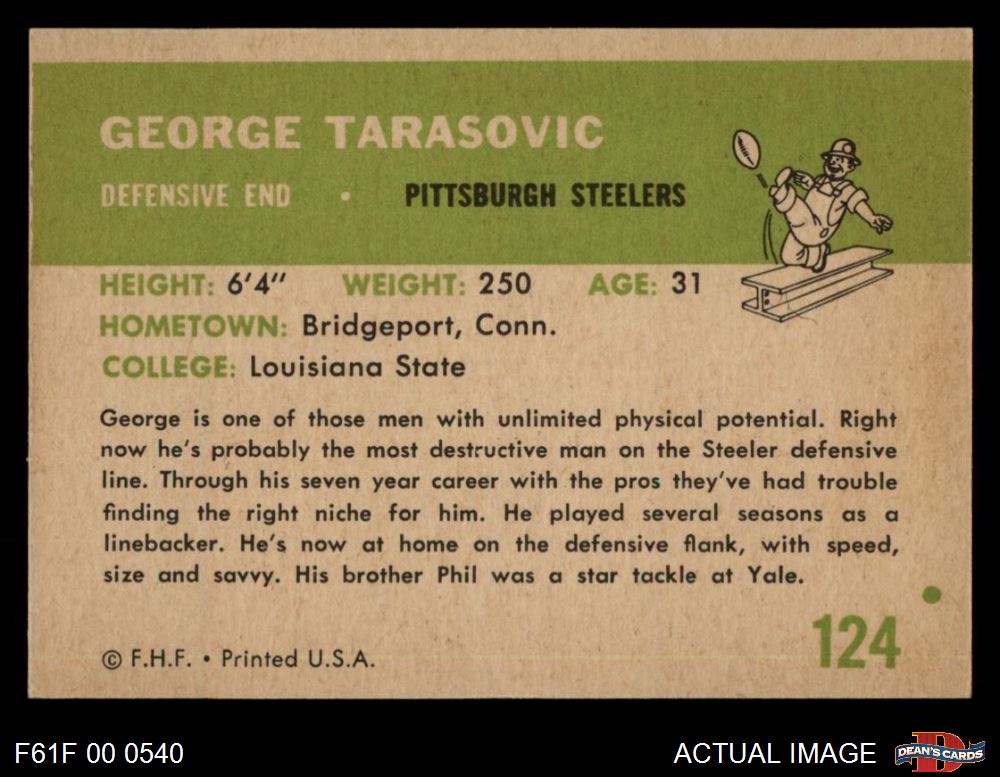 GEORGE TARASOVIC
DEFENSIVE END • PITTSBURGH STEELERS
HEIGHT: 6'4" WEIGHT: 250 AGE: 31
HOMETOWN: Bridgeport, Conn.
COLLEGE: Louisiana State
George is one of those men with unlimited physical potential. Right
now he's probably the most destructive man on the Steeler defensive
line. Through his seven year career with the pros they've had trouble
finding the right niche for him. He played several seasons as a
linebacker. He's now at home on the defensive flank, with speed,
size and savvy. His brother Phil was a star tackle at Yale.
124
© F.H.F. • Printed U.S.A.
F61F 00 0540
ACTUAL IMAGE
D
DEAN'S CARDS